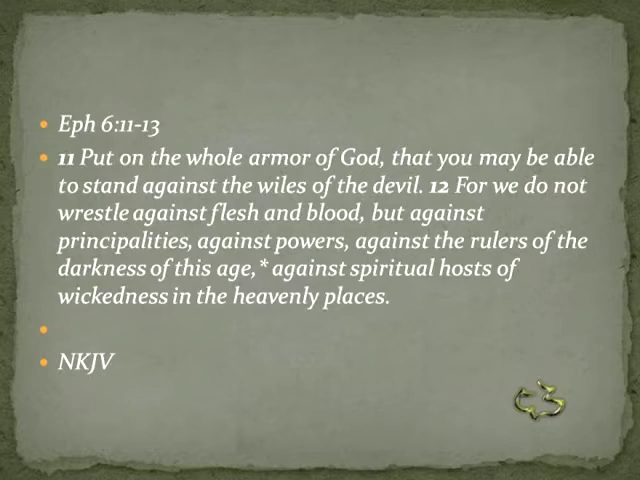 Eph 6:11-13
11 Put on the whole armor of God, that you may be able
to stand against the wiles of the devil. 12 For we do not
wrestle against flesh and blood, but against
principalities, against powers, against the rulers of the
darkness of this age,* against spiritual hosts of
wickedness in the heavenly places.
NKJV